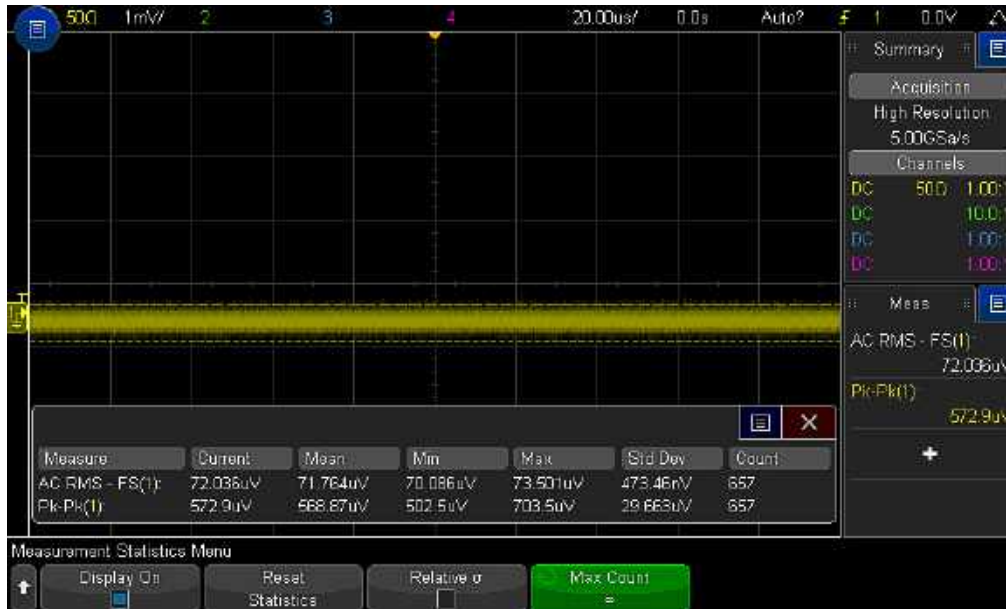 50Ω 1mV/ 2 3 4 20.00us/ 0.0s Auto? 1 0.0V
Summary
Acquisition
High Resolution
5.00GSa/s
Channels
DC 50Ω 1.00:
DC 10.0:
DC 1.00:
DC 1.00:
Meas
AC RMS - FS(1):
72.036uV
Pk-Pk(1):
572.9uV
Measure Current Mean Min Max Std Dev Count
AC RMS - FS(1): 72.036uV 71.764uV 70.086uV 73.501uV 473.46nV 657
Pk-Pk(1): 572.9uV 568.87uV 502.5uV 703.5uV 29.663uV 657
Measurement Statistics Menu
Display On
Reset
Statistics
Relative σ
Max Count